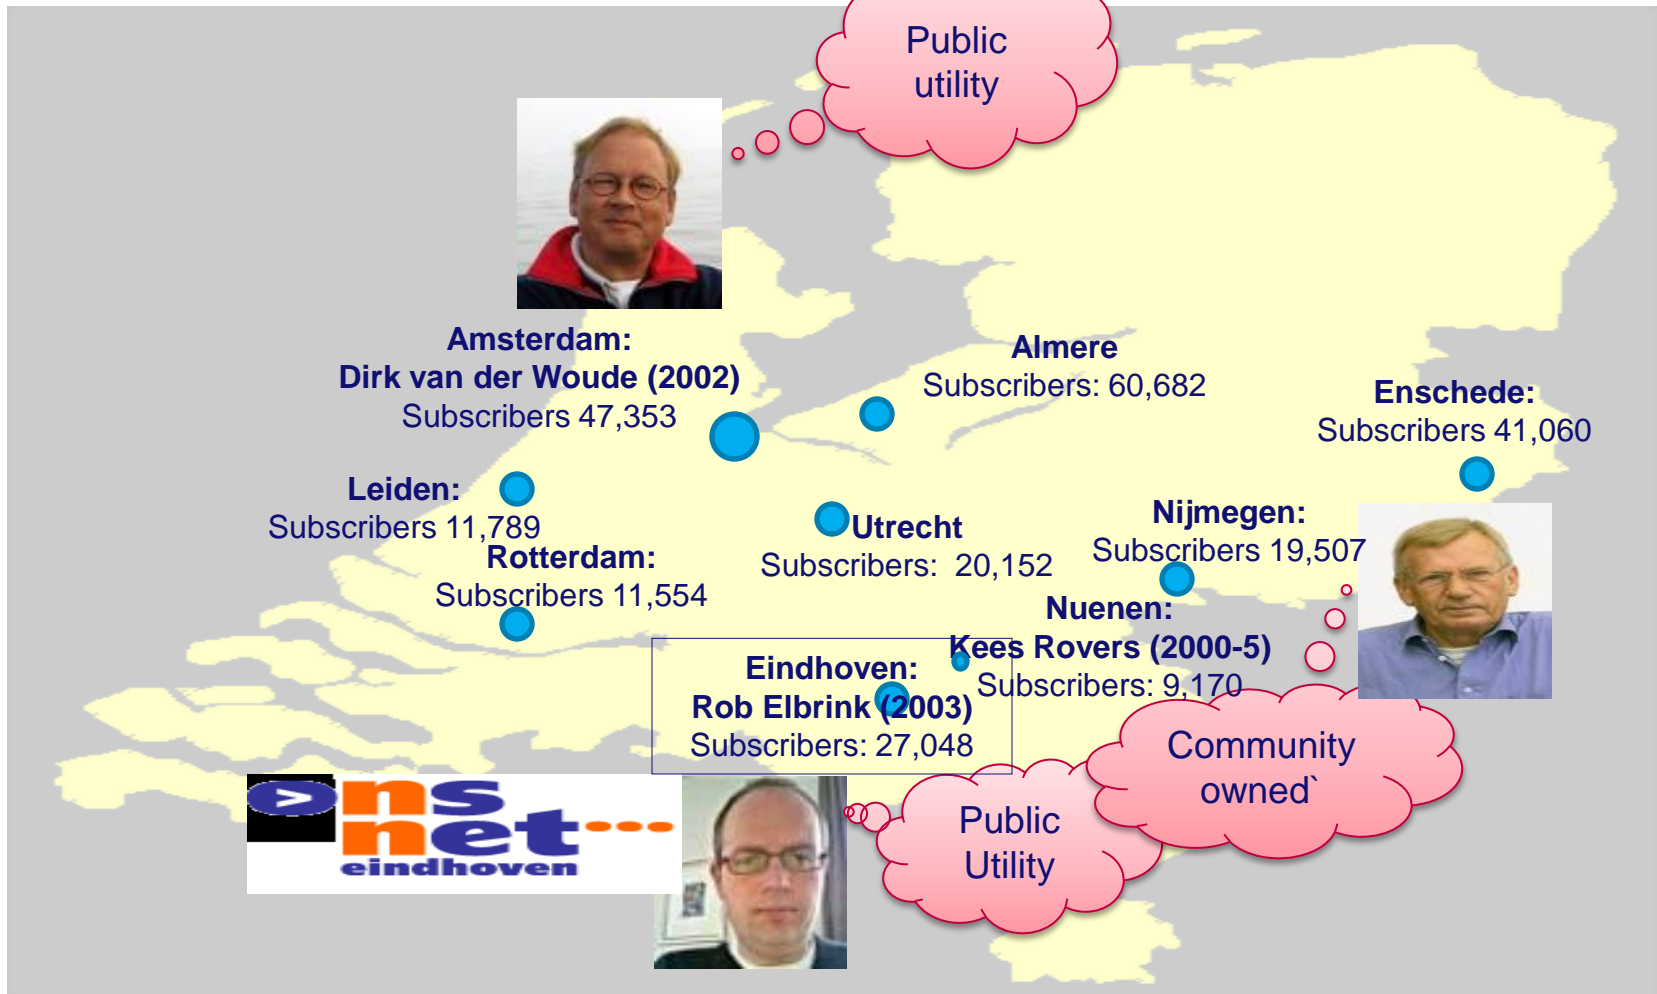 Public
utility
Amsterdam:
Dirk van der Woude (2002)
Subscribers 47,353
Almere
Subscribers: 60,682
Enschede:
Subscribers 41,060
Leiden:
Subscribers 11,789
Rotterdam:
Subscribers 11,554
Utrecht
Subscribers:  20,152
Nijmegen:
Subscribers 19,507
Nuenen:
Kees Rovers (2000-5)
Subscribers: 9,170
Eindhoven:
Rob Elbrink (2003)
Subscribers: 27,048
Community
owned`
Public
Utility
>ns
net
eindhoven